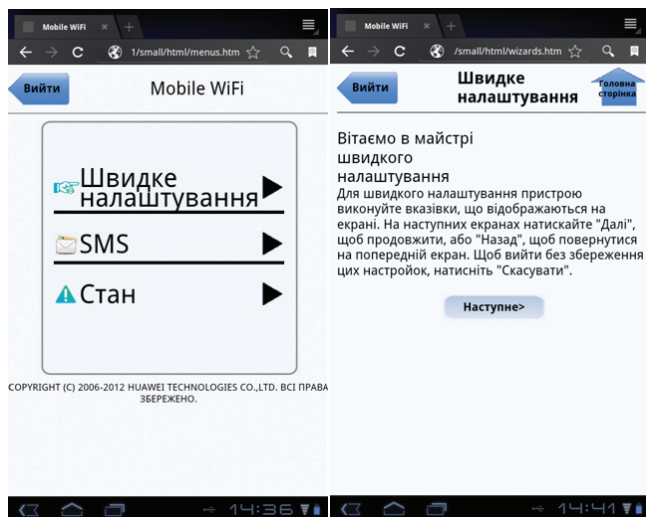 Mobile WiFi
1/small/html/menus.htm
Вийти
Mobile WiFi
Швидке
налаштування
SMS
Стан
COPYRIGHT (C) 2006-2012 HUAWEI TECHNOLOGIES CO.,LTD. ВСІ ПРАВА
ЗБЕРЕЖЕНО.
14:36
Mobile WiFi
/small/html/wizards.htm
Вийти
Швидке
налаштування
Головна
сторінка
Вітаємо в майстрі
швидкого
налаштування
Для швидкого налаштування пристрою
виконуйте вказівки, що відображаються на
екрані. На наступних екранах натискайте "Далі",
щоб продовжити, або "Назад", щоб повернутися
на попередній екран. Щоб вийти без збереження
цих настройок, натисніть "Скасувати".
Наступне>
14:41